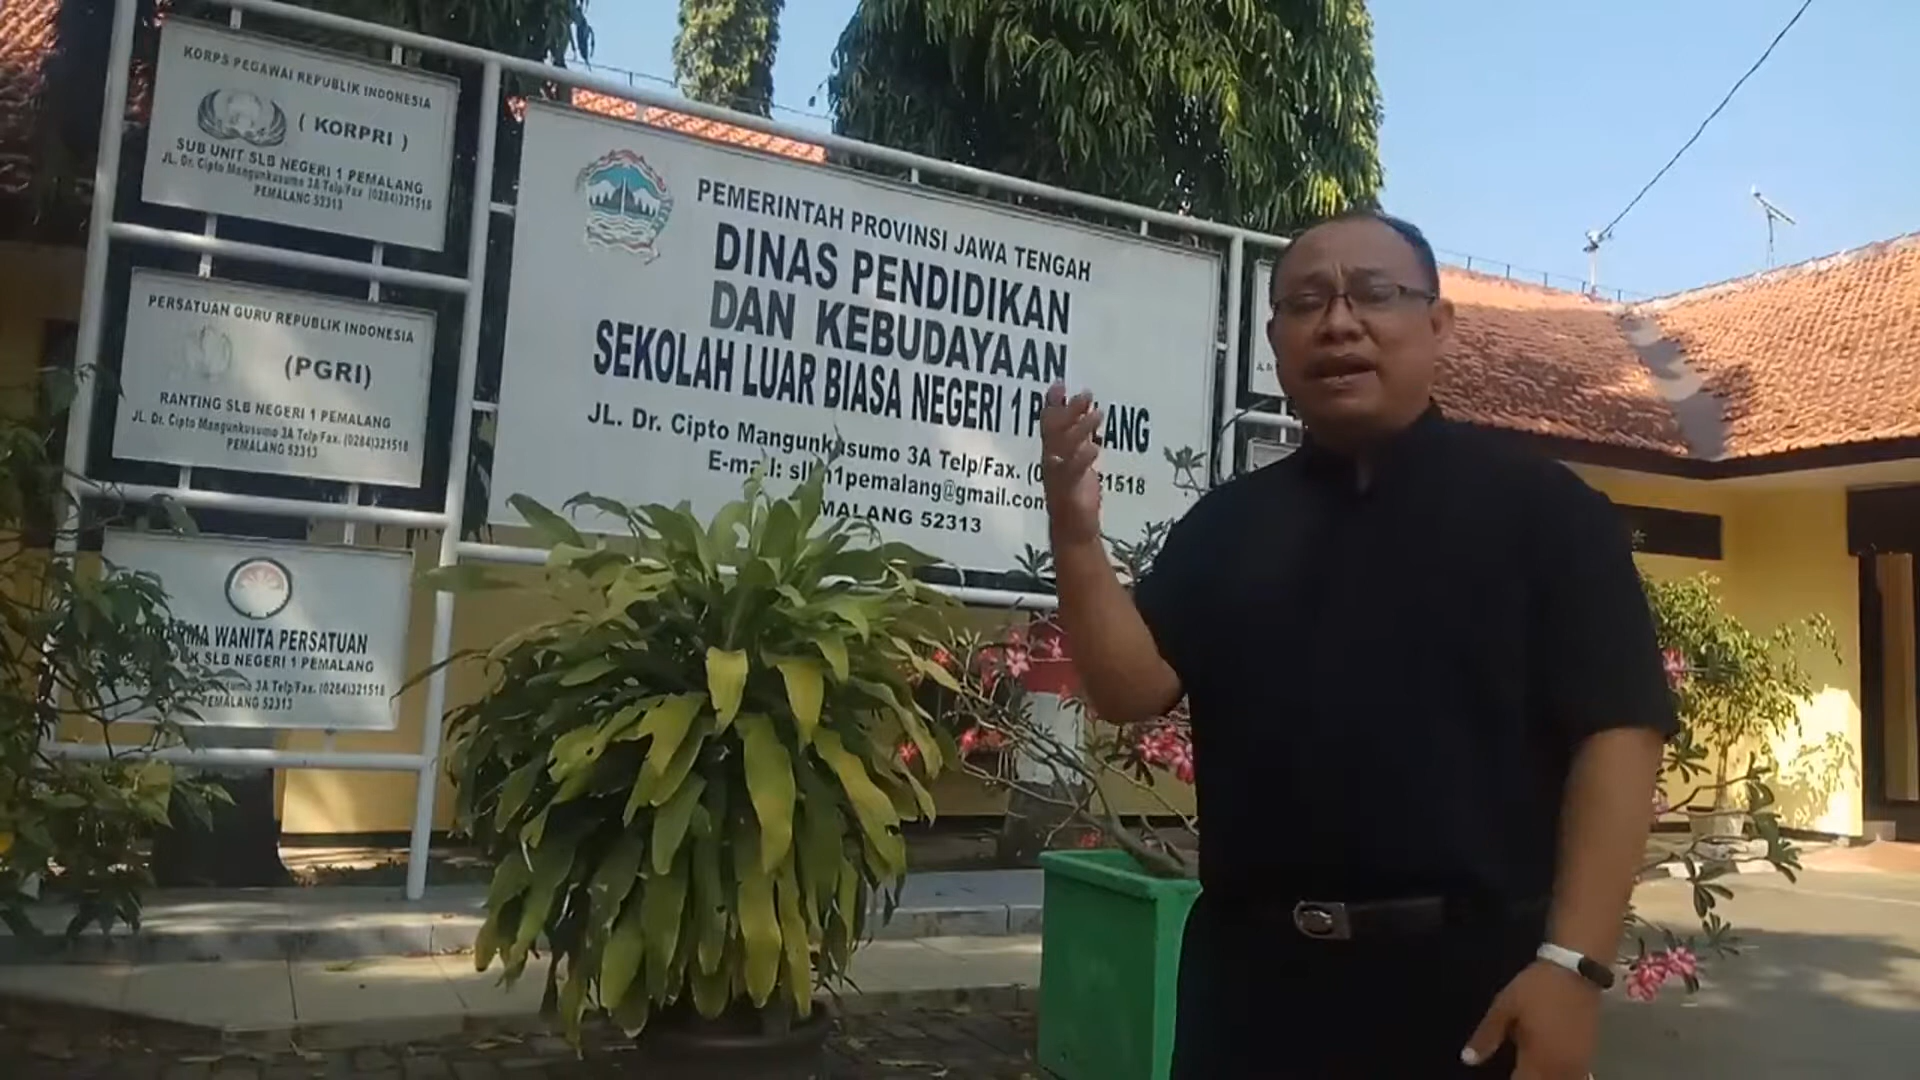 KORPS PEGAWAI REPUBLIK INDONESIA
( KORPRI )
SUB UNIT SLB NEGERI 1 PEMALANG
JL. Dr. Cipto Mangunkusumo 3A Telp/Fax (0284)321518
PEMALANG 52313
PERSATUAN GURU REPUBLIK INDONESIA
(PGRI)
RANTING SLB NEGERI 1 PEMALANG
JL. Dr. Cipto Mangunkusumo 3A Telp/Fax. (0284)321518
PEMALANG 52313
WANITA PERSATUAN
SLB NEGERI 1 PEMALANG
3A Telp/Fax. (0284)321518
PEMALANG 52313
PEMERINTAH PROVINSI JAWA TENGAH
DINAS PENDIDIKAN
DAN KEBUDAYAAN
SEKOLAH LUAR BIASA NEGERI 1 PEMALANG
JL. Dr. Cipto Mangunkusumo 3A Telp/Fax.
E-mail:
52313